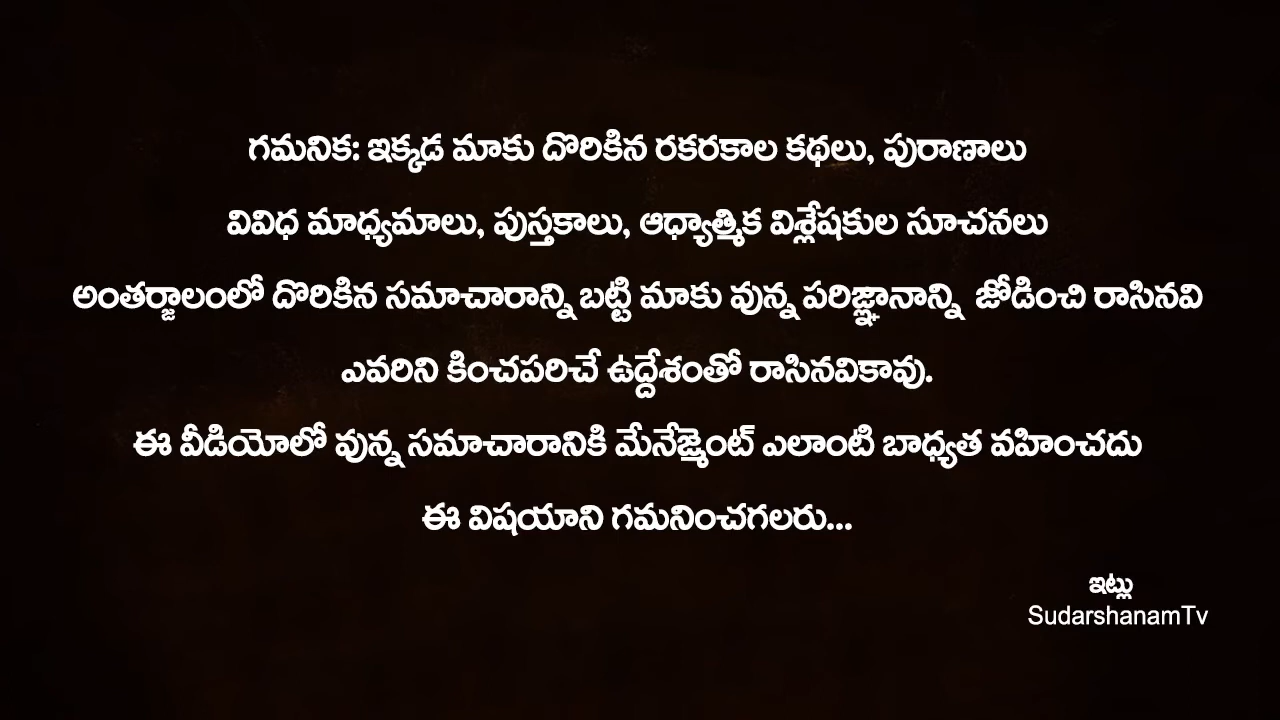 గమనిక: ఇక్కడ మాకు దొరికిన రకరకాల కథలు, పురాణాలు
వివిధ మాధ్యమాలు, పుస్తకాలు, ఆధ్యాత్మిక విశ్లేషకుల సూచనలు
అంతర్జాలంలో దొరికిన సమాచారాన్ని బట్టి మాకు వున్న పరిజ్ఞానాన్ని జోడించి రాసినవి
ఎవరిని కించపరిచే ఉద్దేశంతో రాసినవికావు.
ఈ వీడియోలో వున్న సమాచారానికి మేనేజ్మెంట్ ఎలాంటి బాధ్యత వహించదు
ఈ విషయాని గమనించగలరు...
ఇట్లు
SudarshanamTv